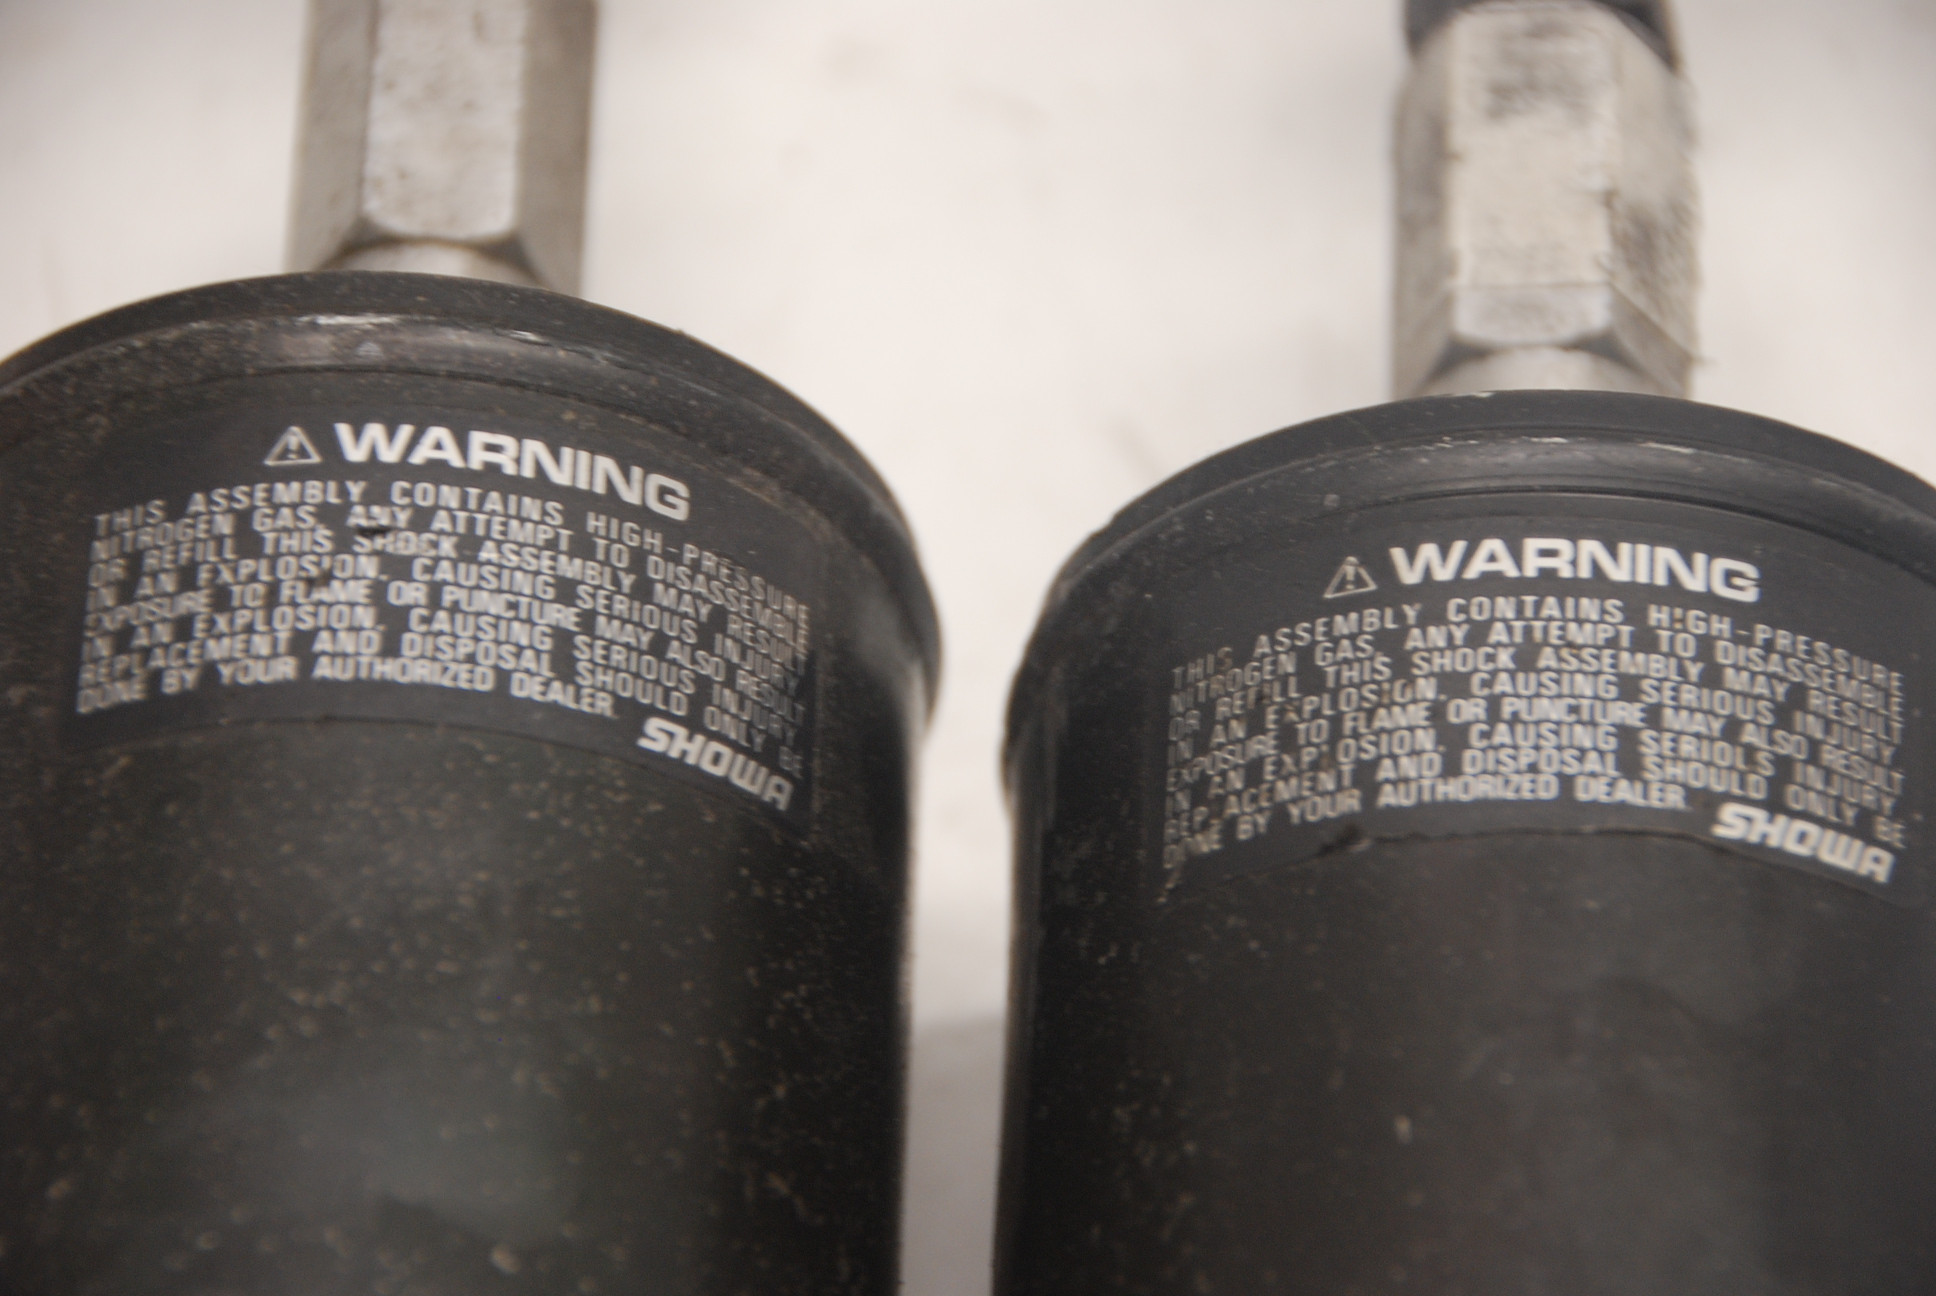 WARNING
THIS ASSEMBLY CONTAINS HIGH-PRESSURE
NITROGEN GAS. ANY ATTEMPT TO DISASSEMBLE
OR REFILL THIS SHOCK ASSEMBLY MAY RESULT
IN AN EXPLOSION, CAUSING SERIOUS INJURY.
EXPOSURE TO FLAME OR PUNCTURE MAY ALSO RESULT
IN AN EXPLOSION, CAUSING SERIOUS INJURY.
REPLACEMENT AND DISPOSAL SHOULD ONLY BE
DONE BY YOUR AUTHORIZED DEALER.
SHOWA
WARNING
THIS ASSEMBLY CONTAINS HIGH-PRESSURE
NITROGEN GAS. ANY ATTEMPT TO DISASSEMBLE
OR REFILL THIS SHOCK ASSEMBLY MAY RESULT
IN AN EXPLOSION, CAUSING SERIOUS INJURY.
EXPOSURE TO FLAME OR PUNCTURE MAY ALSO RESULT
IN AN EXPLOSION, CAUSING SERIOUS INJURY.
REPLACEMENT AND DISPOSAL SHOULD ONLY BE
DONE BY YOUR AUTHORIZED DEALER.
SHOWA